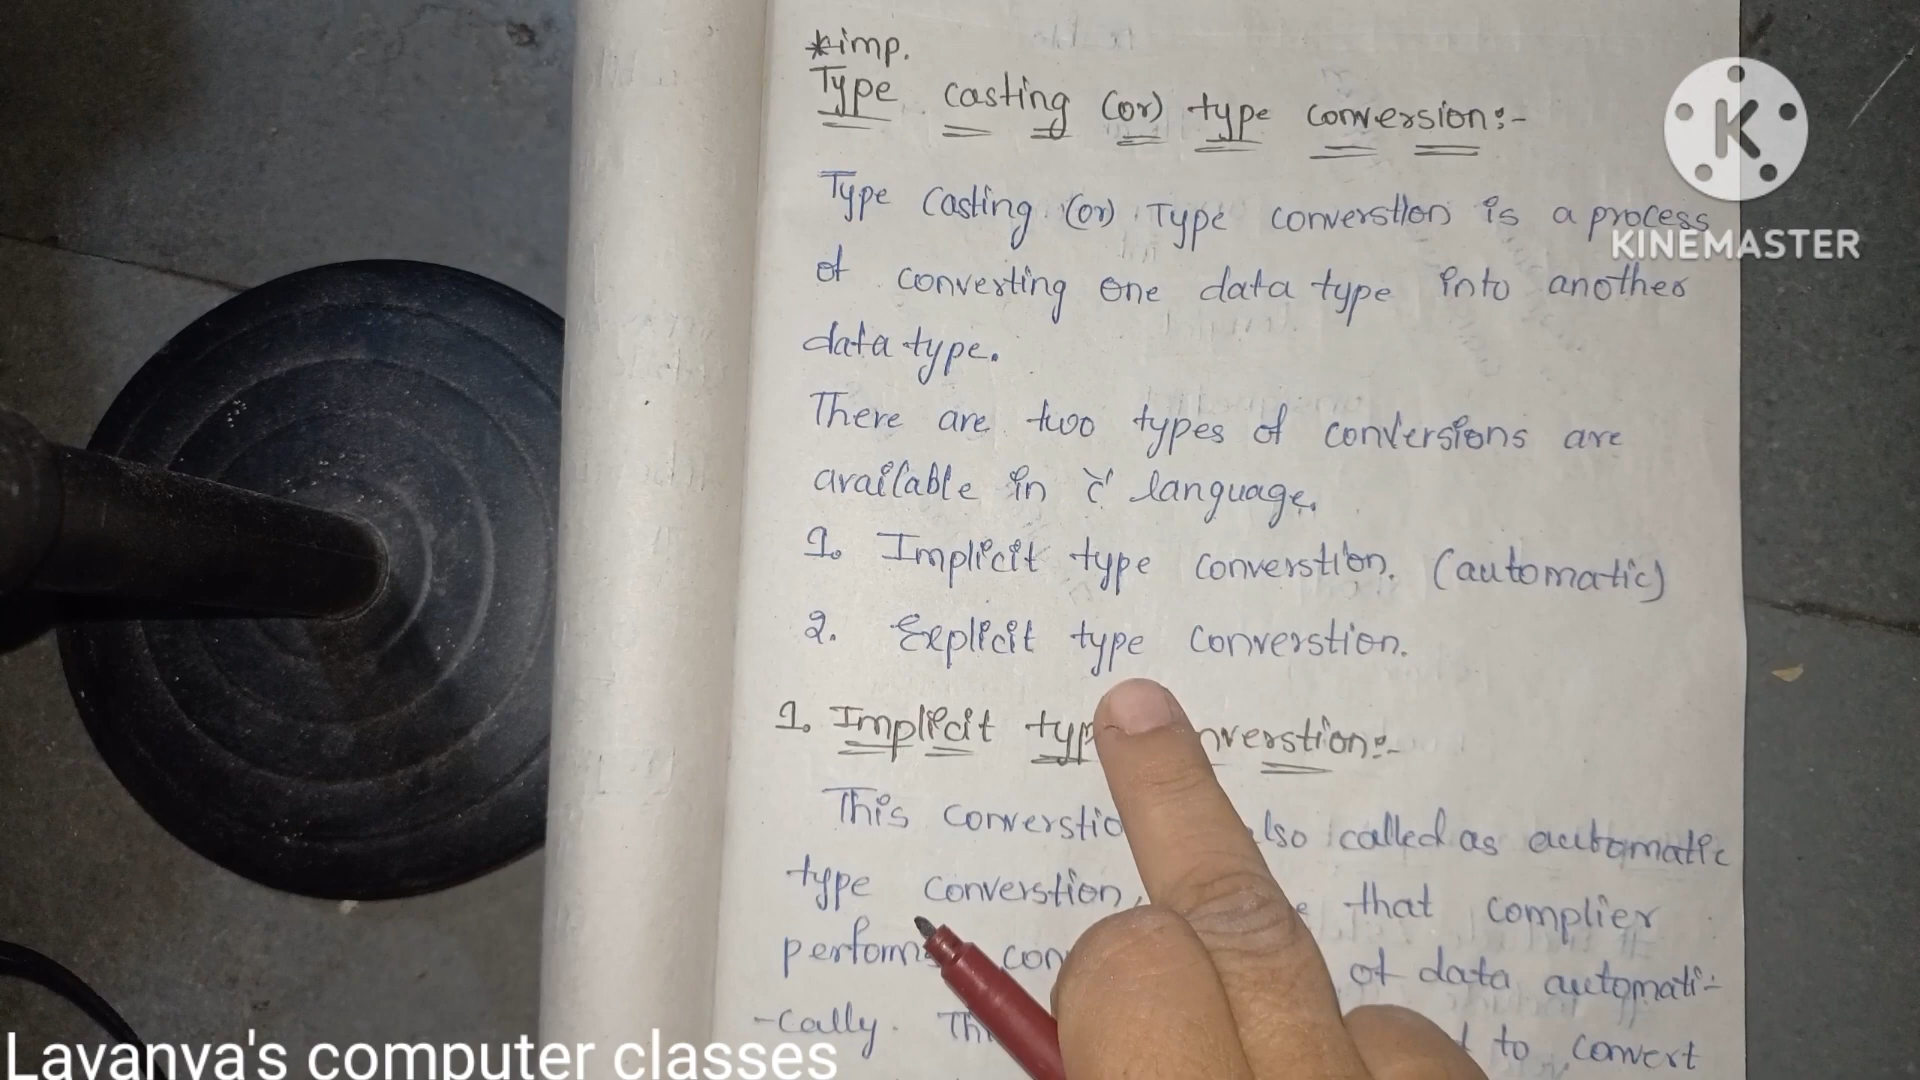 *imp.
Type casting (or) type conversion:-
Type casting (or) Type converstion is a process
of converting one data type into another
data type.
There are two types of conversions are
available in 'c' language.
1. Implicit type converstion. (automatic)
2. Explicit type converstion.
1. Implicit type
This also called as automatic
type converstion, that complier
of data automati-
-cally. to convert
KINEMASTER
Lavanya's computer classes